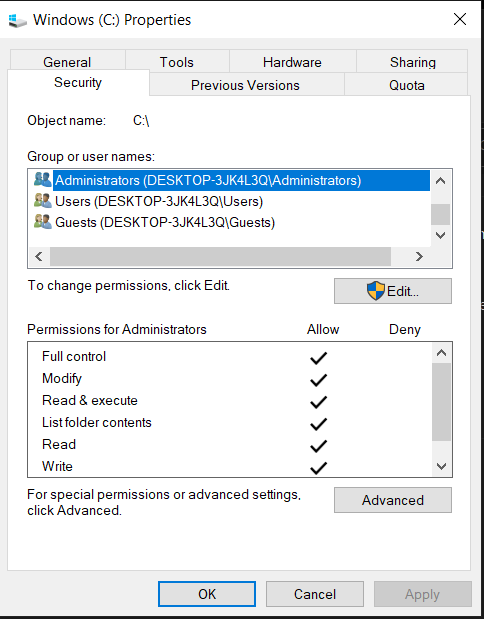 Windows (C:) Properties
General Tools Hardware Sharing
Security Previous Versions Quota
Object name: C:\
Group or user names:
Administrators (DESKTOP-3JK4L3Q\Administrators)
Users (DESKTOP-3JK4L3Q\Users)
Guests (DESKTOP-3JK4L3Q\Guests)
To change permissions, click Edit.
Edit...
Permissions for Administrators Allow Deny
Full control
Modify
Read & execute
List folder contents
Read
Write
For special permissions or advanced settings,
click Advanced.
Advanced
OK Cancel Apply